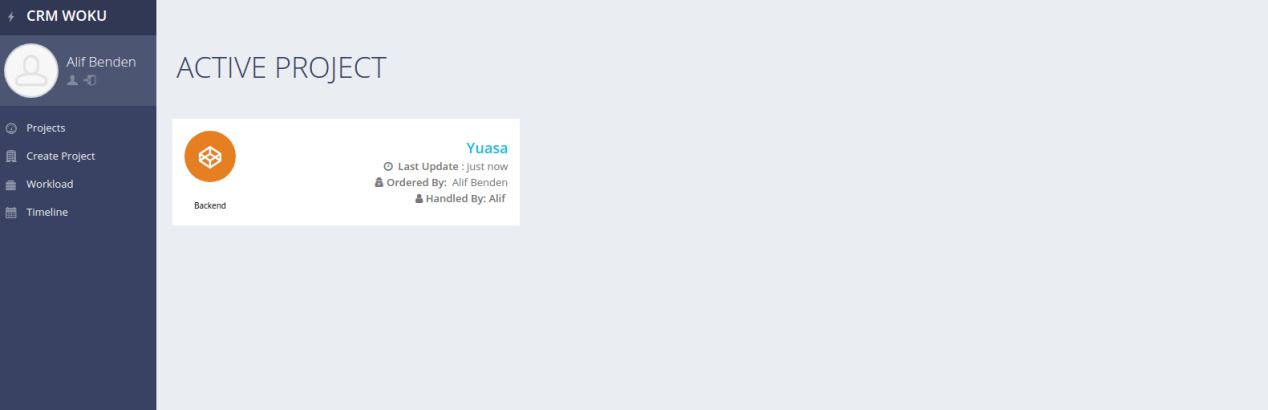 CRM WOKU
Alif Benden
Projects
Create Project
Workload
Timeline
ACTIVE PROJECT
Backend
Yuasa
Last Update : just now
Ordered By: Alif Benden
Handled By: Alif